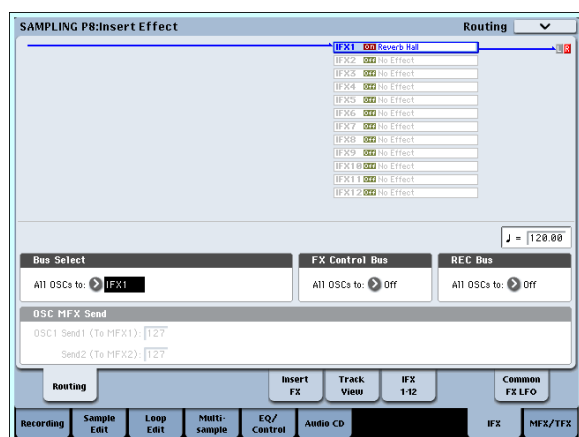 SAMPLING P8:Insert Effect Routing
IFX1 On Reverb Hall L R
IFX2 Off No Effect
IFX3 Off No Effect
IFX4 Off No Effect
IFX5 Off No Effect
IFX6 Off No Effect
IFX7 Off No Effect
IFX8 Off No Effect
IFX9 Off No Effect
IFX10 Off No Effect
IFX11 Off No Effect
IFX12 Off No Effect
♩ = 120.00
Bus Select
All OSCs to: IFX1
FX Control Bus
All OSCs to: Off
REC Bus
All OSCs to: Off
OSC MFX Send
OSC1 Send1 (To MFX1): 127
Send2 (To MFX2): 127
Routing
Insert
FX
Track
View
IFX
1-12
Common
FX LFO
Recording
Sample
Edit
Loop
Edit
Multi-
sample
EQ/
Control
Audio CD
IFX
MFX/TFX